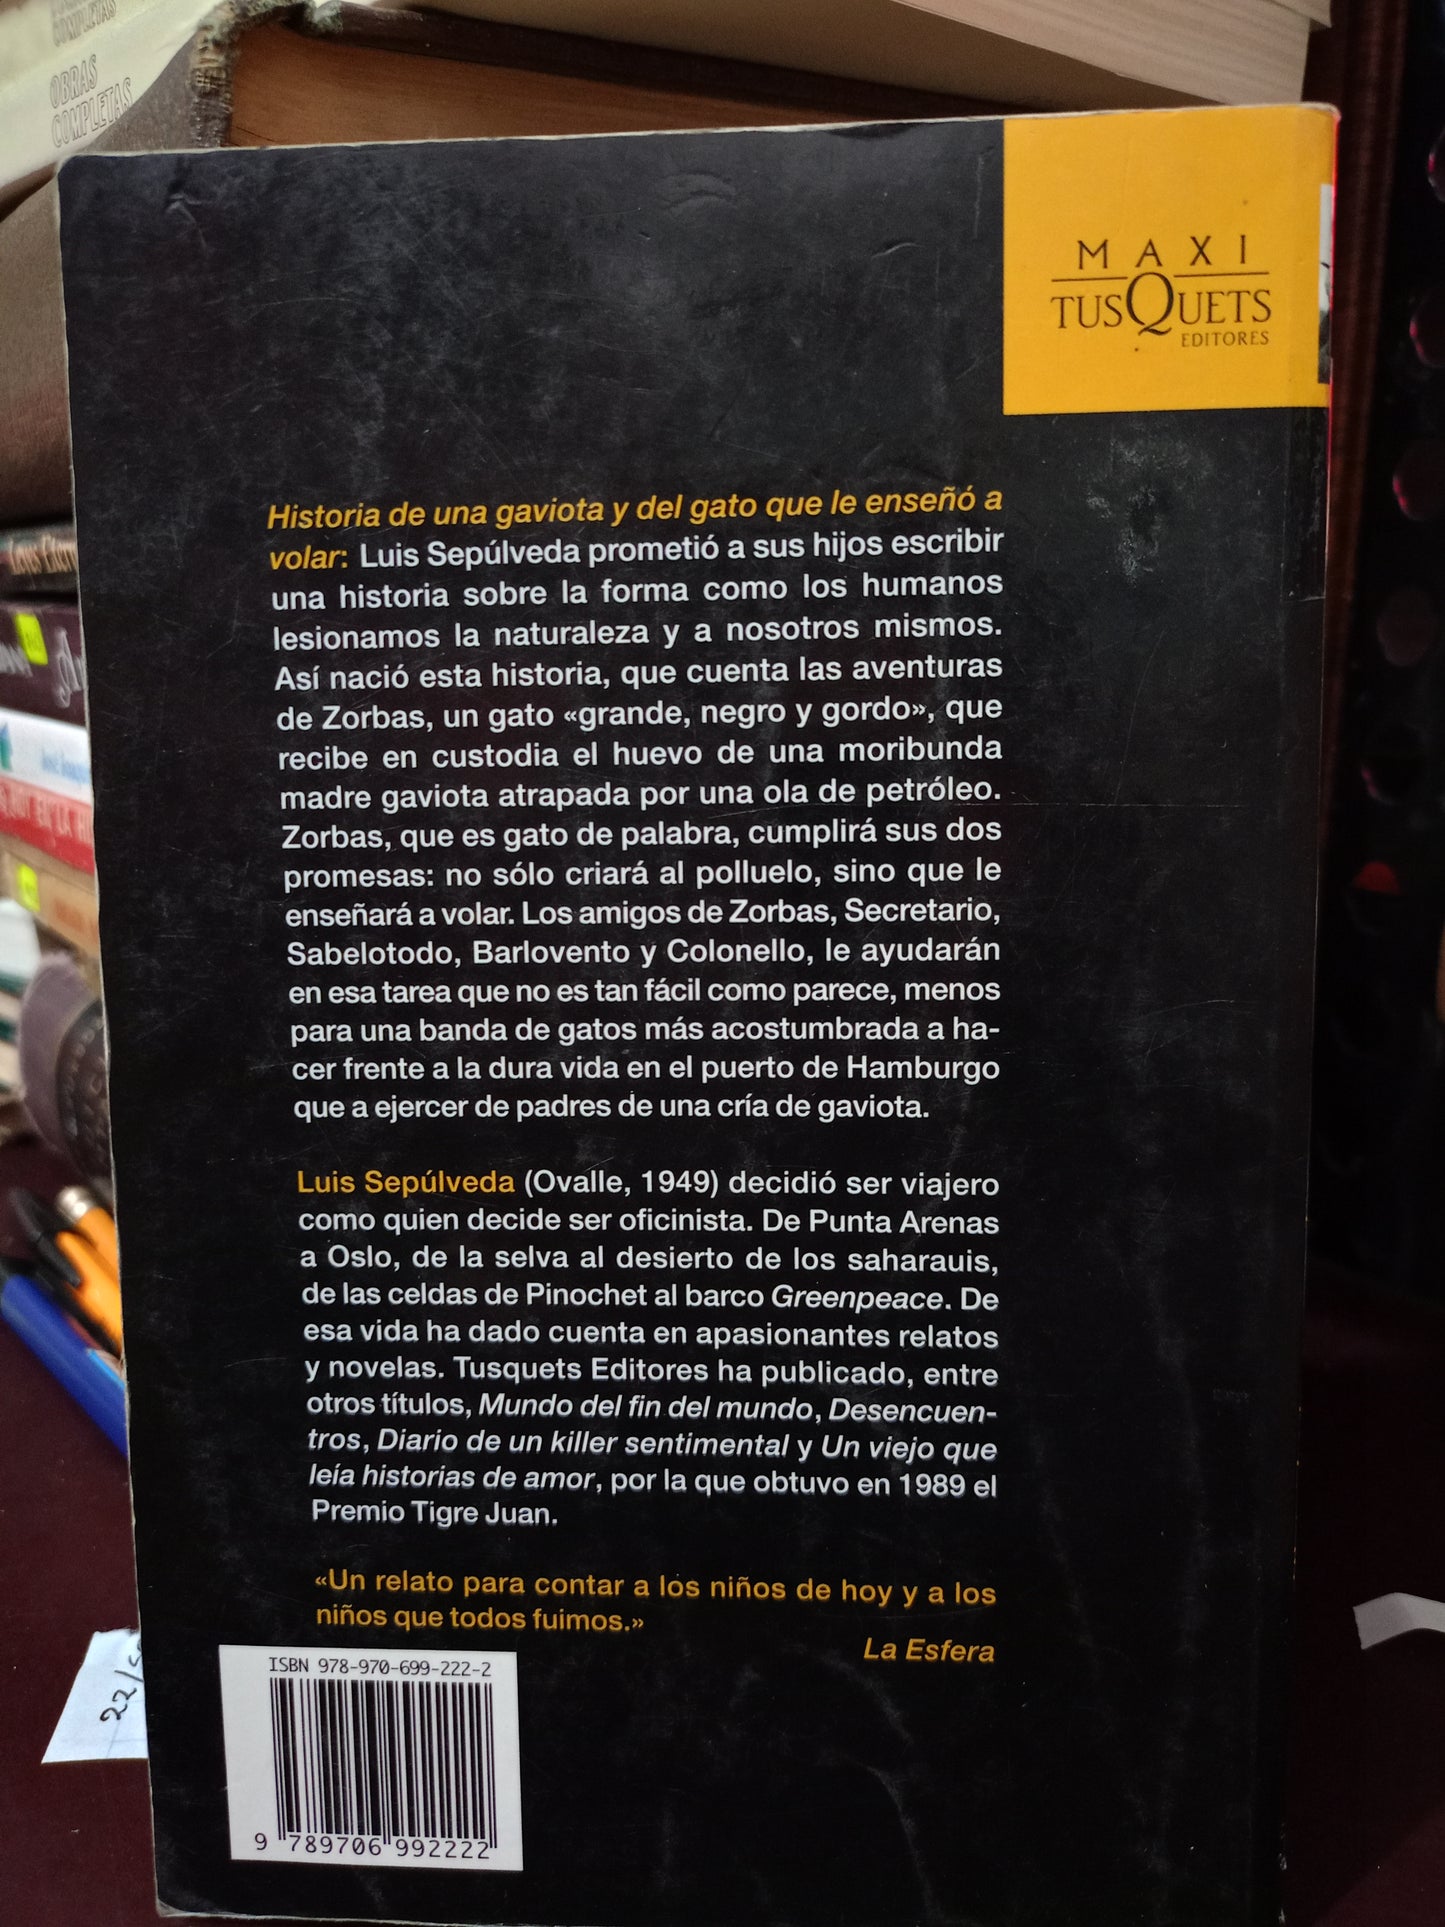 COMPLETAS
OBRAS
COMPLETAS
MAXI
TUSQUETS
EDITORES
Historia de una gaviota y del gato que le enseñó a
volar: Luis Sepúlveda prometió a sus hijos escribir
una historia sobre la forma como los humanos
lesionamos la naturaleza y a nosotros mismos.
Así nació esta historia, que cuenta las aventuras
de Zorbas, un gato «grande, negro y gordo», que
recibe en custodia el huevo de una moribunda
madre gaviota atrapada por una ola de petróleo.
Zorbas, que es gato de palabra, cumplirá sus dos
promesas: no sólo criará al polluelo, sino que le
enseñará a volar. Los amigos de Zorbas, Secretario,
Sabelotodo, Barlovento y Colonello, le ayudarán
en esa tarea que no es tan fácil como parece, menos
para una banda de gatos más acostumbrada a ha-
cer frente a la dura vida en el puerto de Hamburgo
que a ejercer de padres de una cría de gaviota.
Luis Sepúlveda (Ovalle, 1949) decidió ser viajero
como quien decide ser oficinista. De Punta Arenas
a Oslo, de la selva al desierto de los saharauis,
de las celdas de Pinochet al barco Greenpeace. De
esa vida ha dado cuenta en apasionantes relatos
y novelas. Tusquets Editores ha publicado, entre
otros títulos, Mundo del fin del mundo, Desencuen-
tros, Diario de un killer sentimental y Un viejo que
leía historias de amor, por la que obtuvo en 1989 el
Premio Tigre Juan.
«Un relato para contar a los niños de hoy y a los
niños que todos fuimos.»
La Esfera
ISBN 978-970-699-222-2
9 789706 992222
22/